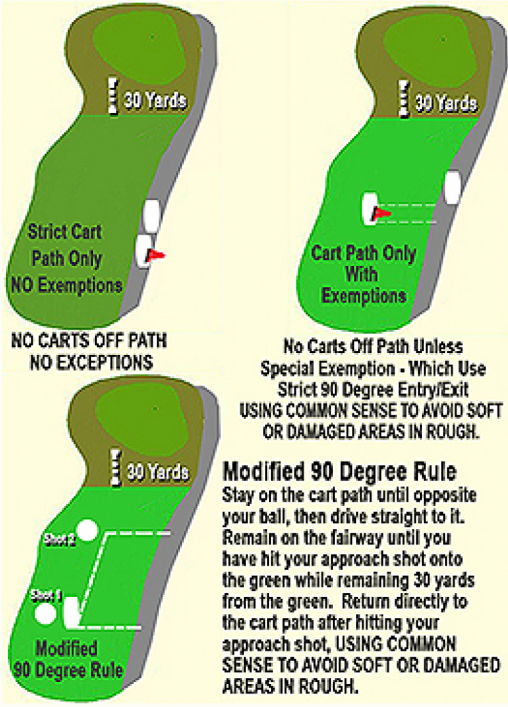 30 Yards
Strict Cart
Path Only
NO Exemptions
NO CARTS OFF PATH
NO EXCEPTIONS
30 Yards
Cart Path Only
With
Exemptions
No Carts Off Path Unless
Special Exemption - Which Use
Strict 90 Degree Entry/Exit
USING COMMON SENSE TO AVOID SOFT
OR DAMAGED AREAS IN ROUGH.
30 Yards
Shot 2
Shot 1
Modified
90 Degree Rule
Modified 90 Degree Rule
Stay on the cart path until opposite
your ball, then drive straight to it.
Remain on the fairway until you
have hit your approach shot onto
the green while remaining 30 yards
from the green. Return directly to
the cart path after hitting your
approach shot, USING COMMON
SENSE TO AVOID SOFT OR DAMAGED
AREAS IN ROUGH.